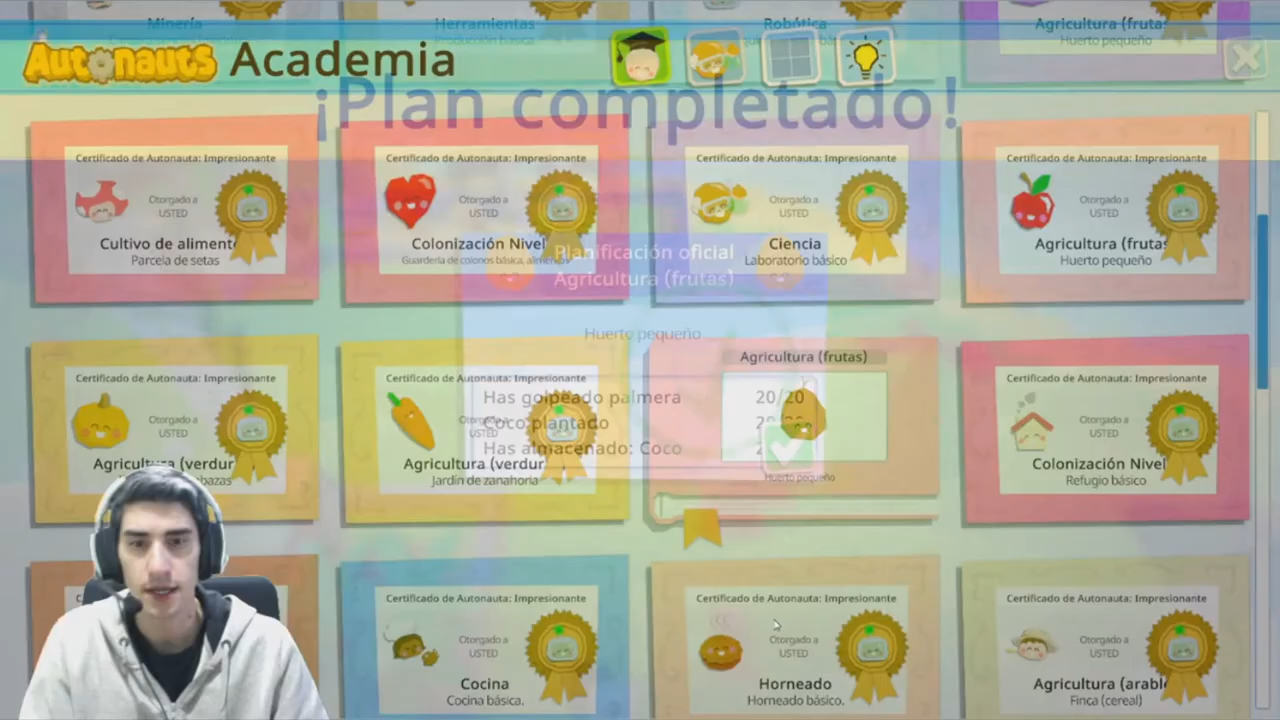 Minería
Herramientas
Producción básica
Robótica
Agricultura (frutas
Huerto pequeño
Autonauts Academia
¡Plan completado!
Certificado de Autonauta: Impresionante
Otorgado a
USTED
Cultivo de alimento
Parcela de setas
Certificado de Autonauta: Impresionante
Otorgado a
USTED
Colonización Nivel
Guardería de colonos básica, alimentos
Certificado de Autonauta: Impresionante
Otorgado a
USTED
Ciencia
Laboratorio básico
Certificado de Autonauta: Impresionante
Otorgado a
USTED
Agricultura (frutas
Huerto pequeño
Planificación oficial
Agricultura (frutas)
Huerto pequeño
Has golpeado palmera 20/20
Coco plantado
Has almacenado: Coco
Certificado de Autonauta: Impresionante
Otorgado a
USTED
Agricultura (verdur
Certificado de Autonauta: Impresionante
Otorgado a
USTED
Agricultura (verdur
Jardín de zanahoria
Agricultura (frutas)
Huerto pequeño
Certificado de Autonauta: Impresionante
Otorgado a
USTED
Colonización Nivel
Refugio básico
Certificado de Autonauta: Impresionante
Otorgado a
USTED
Cocina
Cocina básica.
Certificado de Autonauta: Impresionante
Otorgado a
USTED
Horneado
Horneado básico.
Certificado de Autonauta: Impresionante
Otorgado a
USTED
Agricultura (arabl
Finca (cereal)